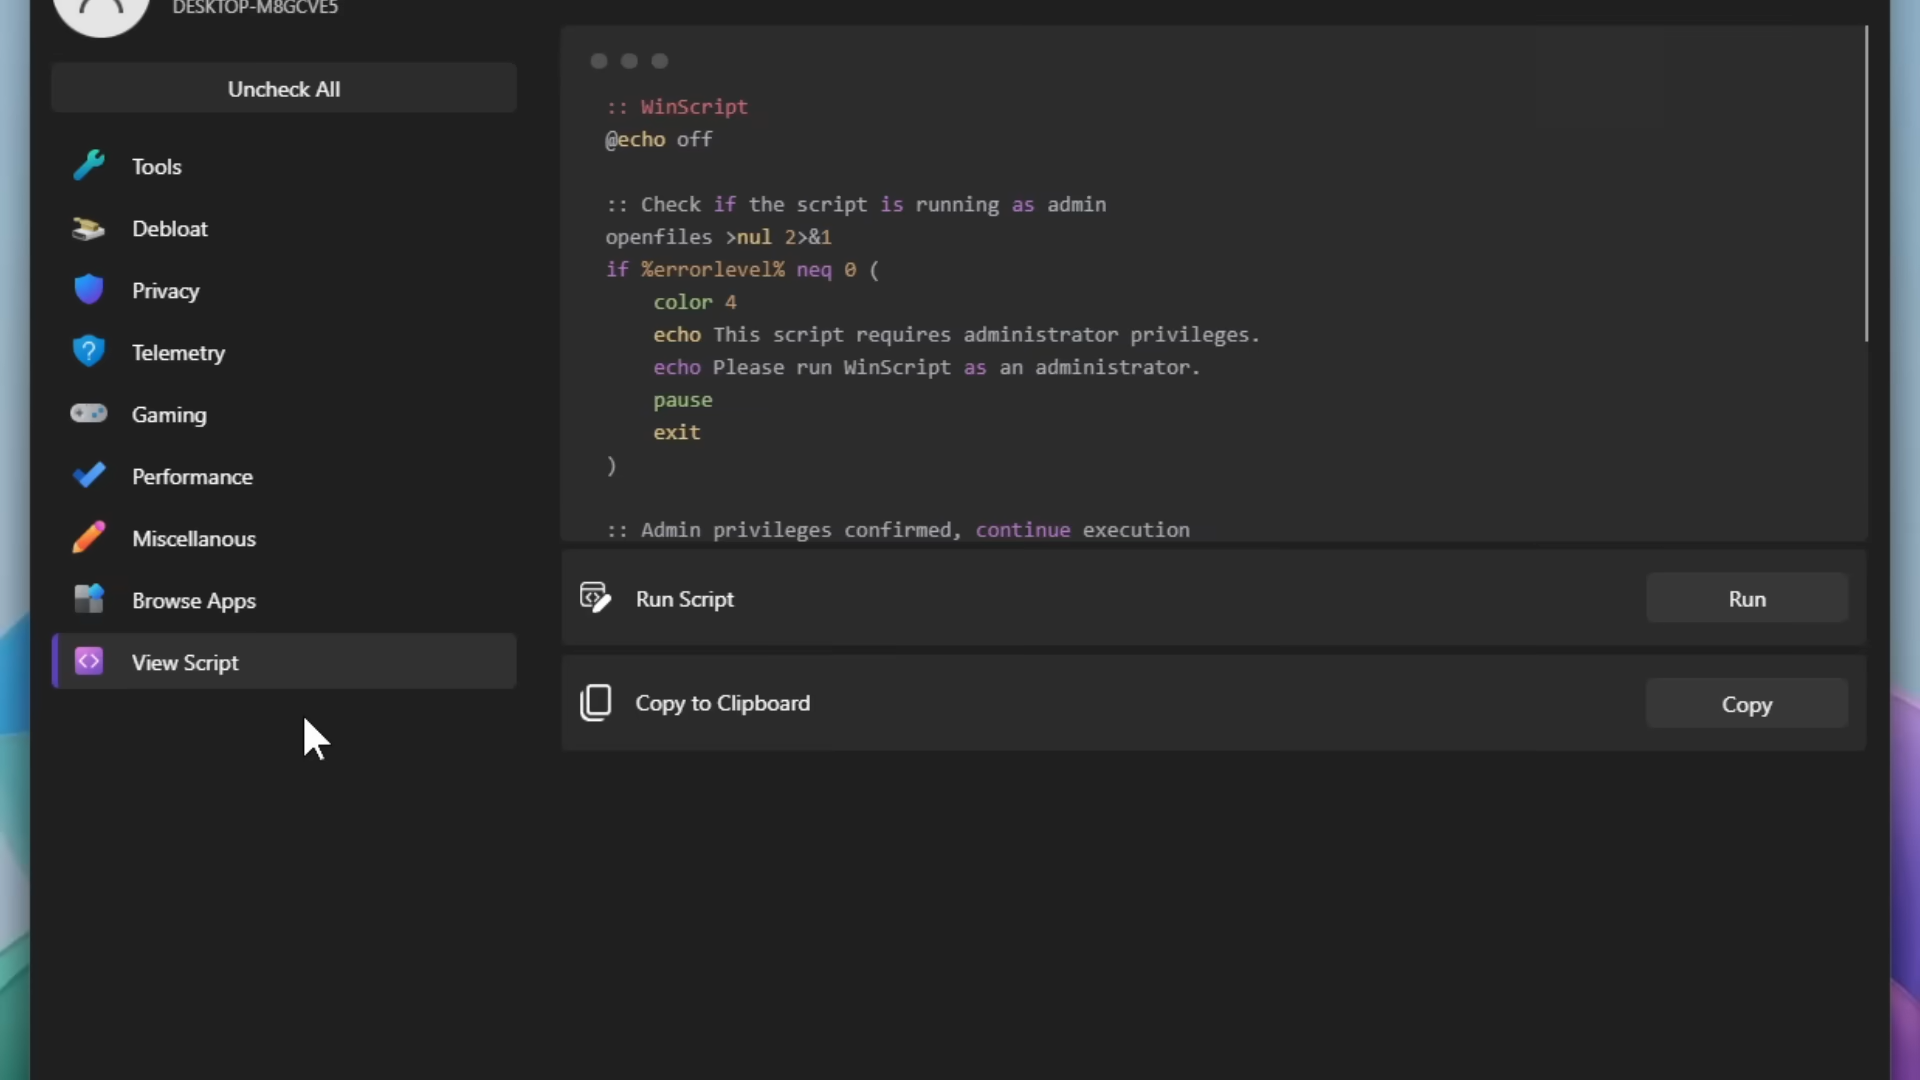 DESKTOP-M8GCVE5
Uncheck All
Tools
Debloat
Privacy
Telemetry
Gaming
Performance
Miscellanous
Browse Apps
View Script
:: WinScript
@echo off
:: Check if the script is running as admin
openfiles >nul 2>&1
if %errorlevel% neq 0 (
color 4
echo This script requires administrator privileges.
echo Please run WinScript as an administrator.
pause
exit
)
:: Admin privileges confirmed, continue execution
Run Script
Run
Copy to Clipboard
Copy